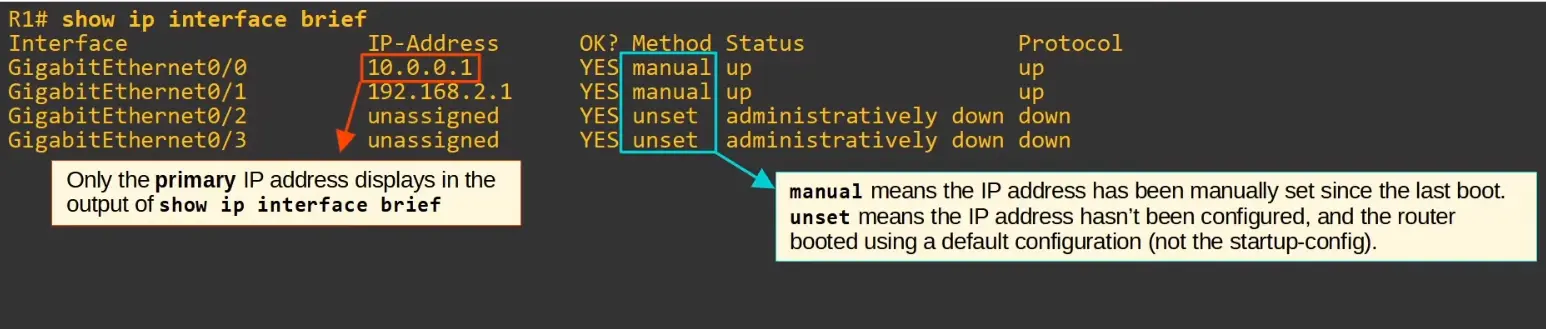 R1# show ip interface brief
Interface IP-Address OK? Method Status Protocol
GigabitEthernet0/0 10.0.0.1 YES manual up up
GigabitEthernet0/1 192.168.2.1 YES manual up up
GigabitEthernet0/2 unassigned YES unset administratively down down
GigabitEthernet0/3 unassigned YES unset administratively down down
Only the primary IP address displays in the
output of show ip interface brief
manual means the IP address has been manually set since the last boot.
unset means the IP address hasn’t been configured, and the router
booted using a default configuration (not the startup-config).